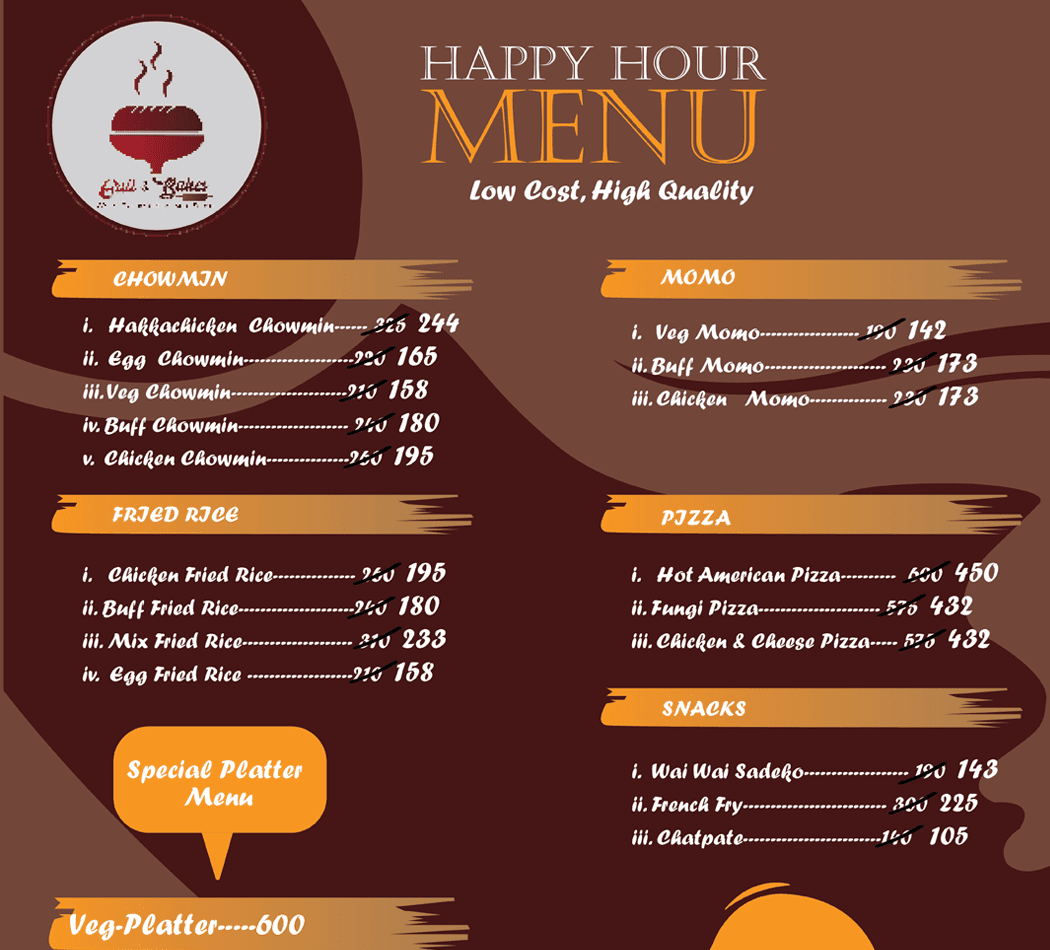 Grill & Bakes
HAPPY HOUR
MENU
Low Cost, High Quality
CHOWMIN
i. Hakkachicken Chowmin------ 325 244
ii. Egg Chowmin--------------------220 165
iii.Veg Chowmin---------------------210 158
iv. Buff Chowmin-------------------- 240 180
v. Chicken Chowmin---------------260 195
FRIED RICE
i. Chicken Fried Rice--------------- 260 195
ii. Buff Fried Rice---------------------240 180
iii. Mix Fried Rice-------------------- 310 233
iv. Egg Fried Rice -------------------210 158
Special Platter
Menu
Veg-Platter-----600
MOMO
i. Veg Momo------------------ 190 142
ii. Buff Momo---------------------- 230 173
iii. Chicken Momo-------------- 230 173
PIZZA
i. Hot American Pizza---------- 600 450
ii. Fungi Pizza---------------------- 575 432
iii. Chicken & Cheese Pizza----- 575 432
SNACKS
i. Wai Wai Sadeko------------------- 190 143
ii. French Fry-------------------------- 300 225
iii. Chatpate-------------------------140 105